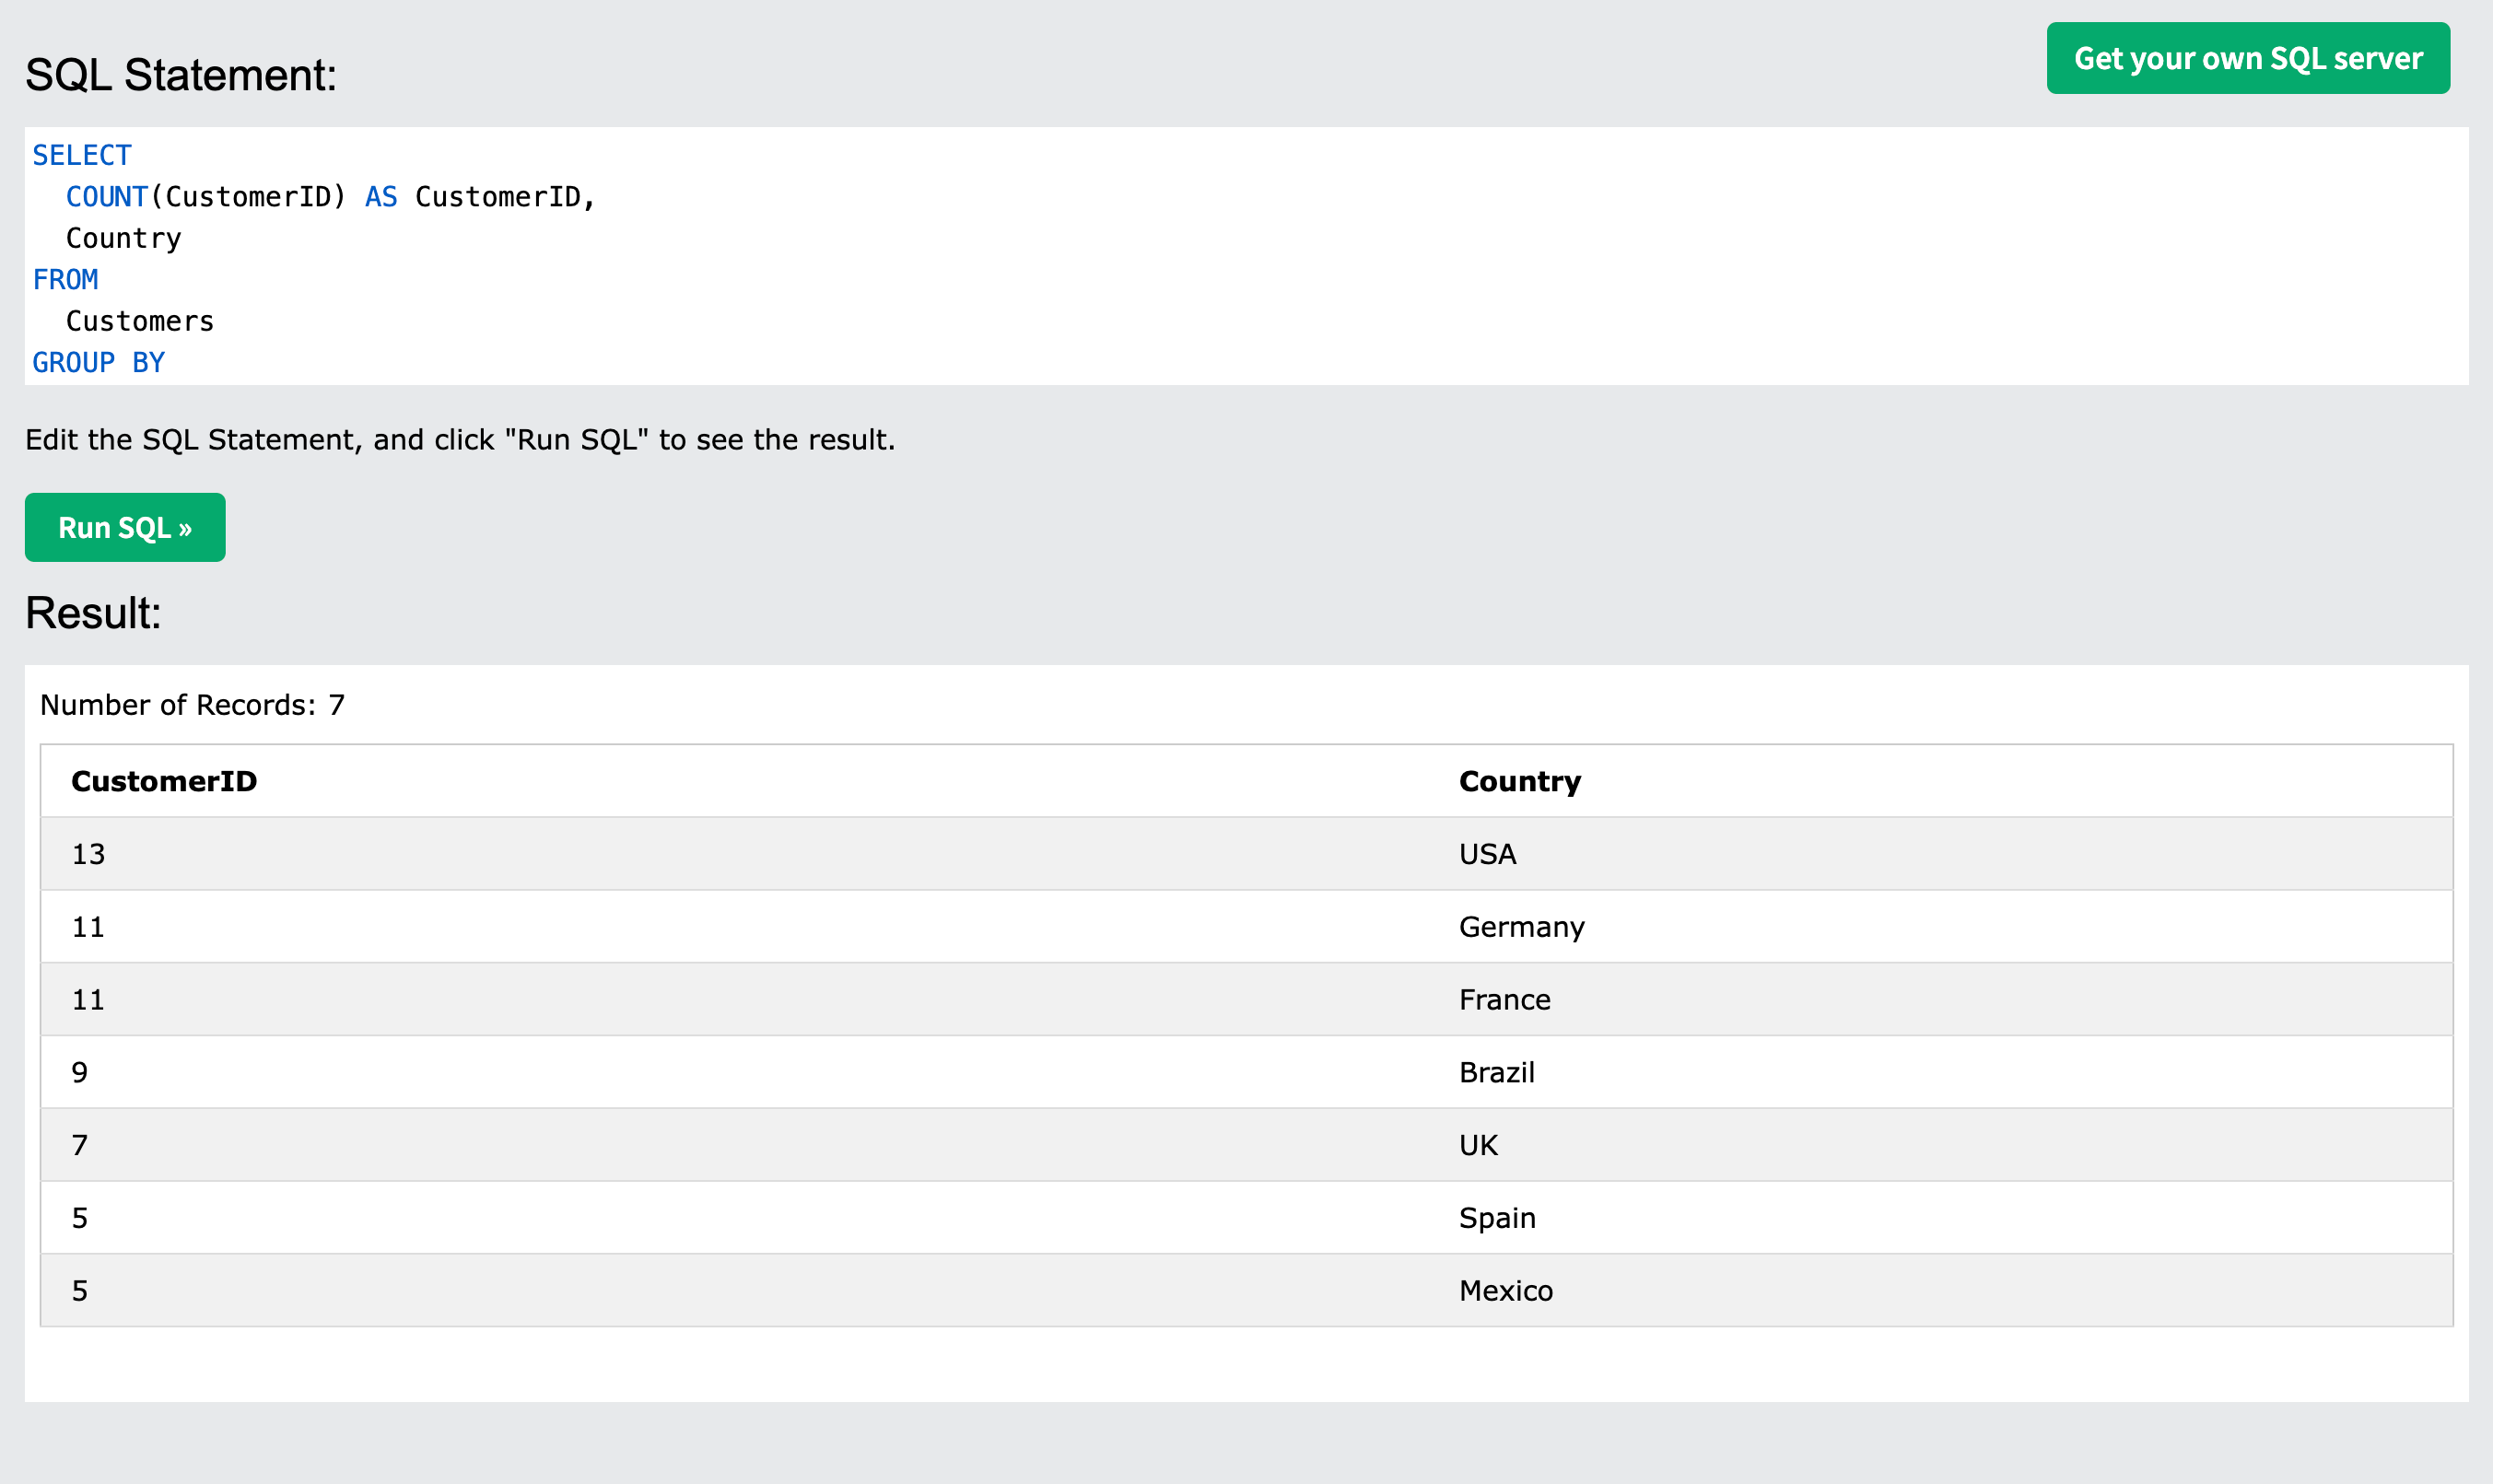 Get your own SQL server
SQL Statement:
SELECT
  COUNT(CustomerID) AS CustomerID,
  Country
FROM
  Customers
GROUP BY
Edit the SQL Statement, and click "Run SQL" to see the result.
Run SQL »
Result:
Number of Records: 7
CustomerID Country
13 USA
11 Germany
11 France
9 Brazil
7 UK
5 Spain
5 Mexico